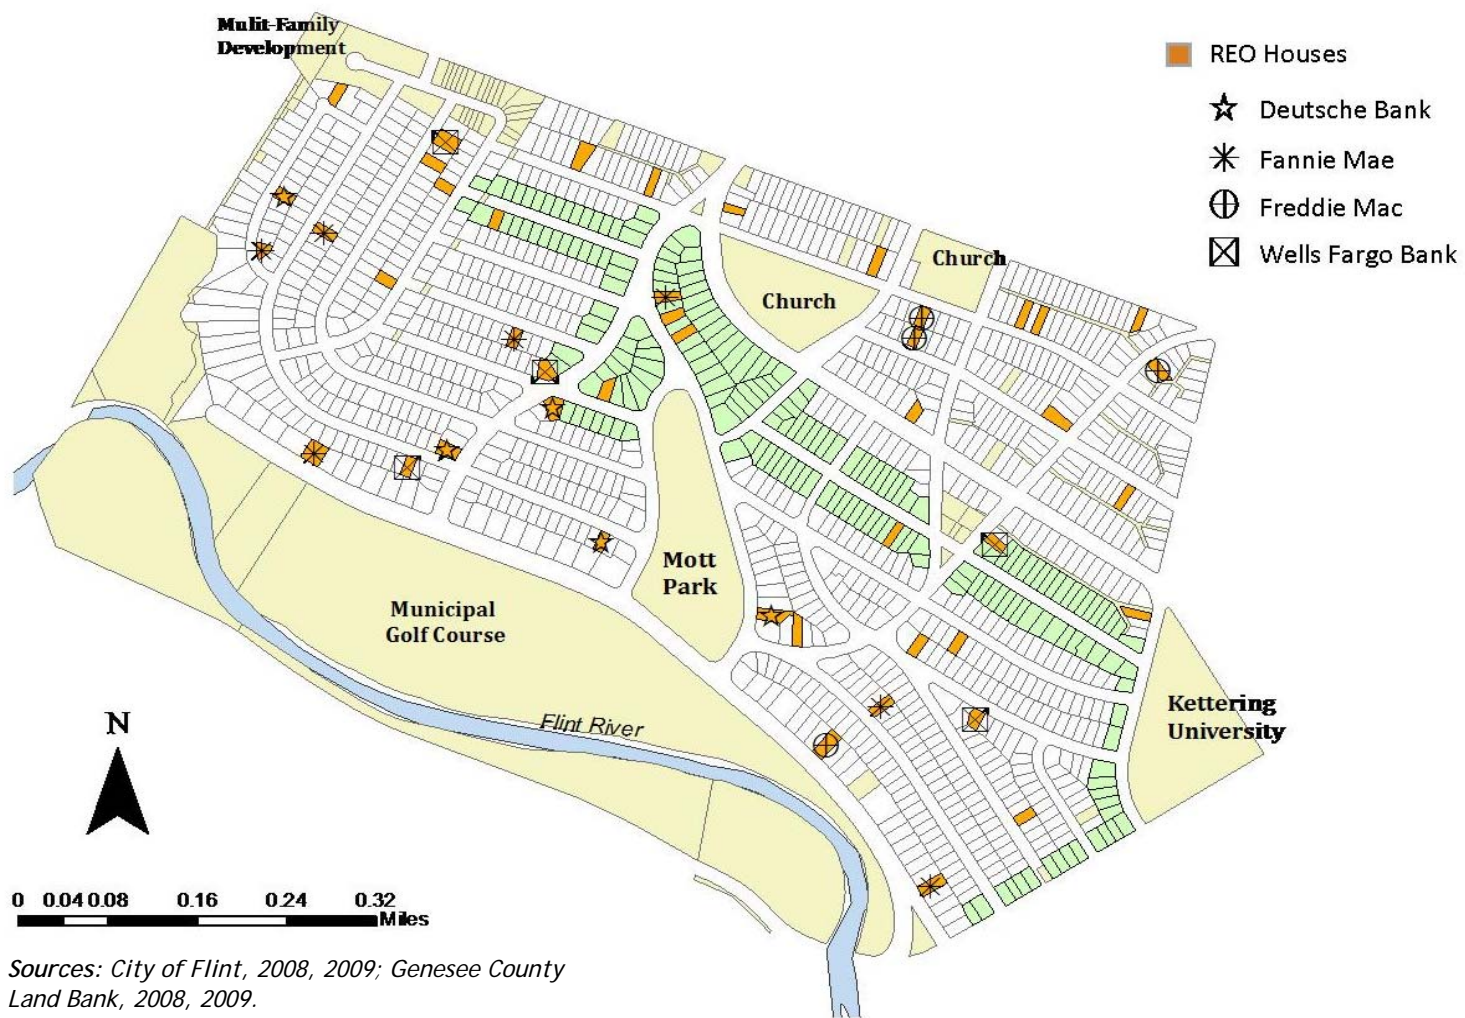 Mulit-Family
Development
REO Houses
Deutsche Bank
Fannie Mae
Freddie Mac
Wells Fargo Bank
Church
Church
Mott
Park
Municipal
Golf Course
Flint River
Kettering
University
N
0 0.04 0.08 0.16 0.24 0.32
Miles
Sources: City of Flint, 2008, 2009; Genesee County
Land Bank, 2008, 2009.